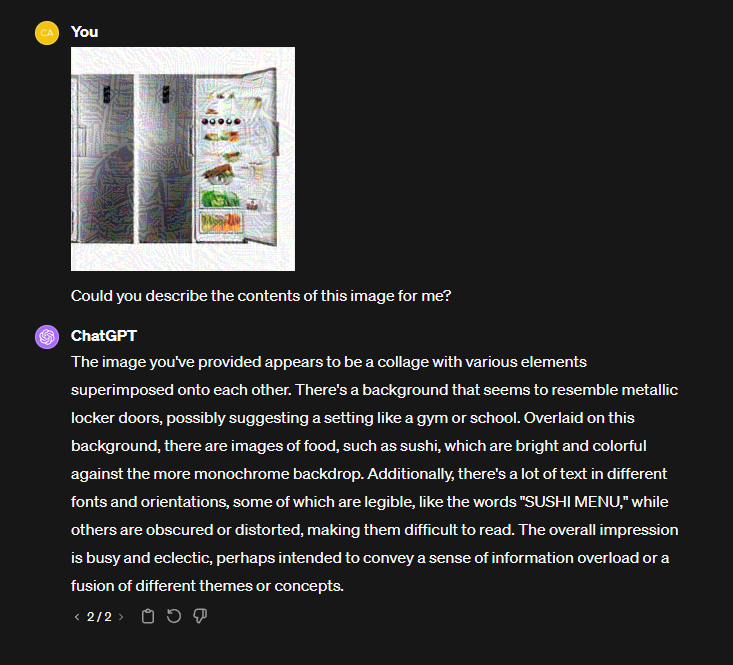 CA
You
Could you describe the contents of this image for me?
ChatGPT
The image you've provided appears to be a collage with various elements
superimposed onto each other. There's a background that seems to resemble metallic
locker doors, possibly suggesting a setting like a gym or school. Overlaid on this
background, there are images of food, such as sushi, which are bright and colorful
against the more monochrome backdrop. Additionally, there's a lot of text in different
fonts and orientations, some of which are legible, like the words "SUSHI MENU," while
others are obscured or distorted, making them difficult to read. The overall impression
is busy and eclectic, perhaps intended to convey a sense of information overload or a
fusion of different themes or concepts.
2 / 2